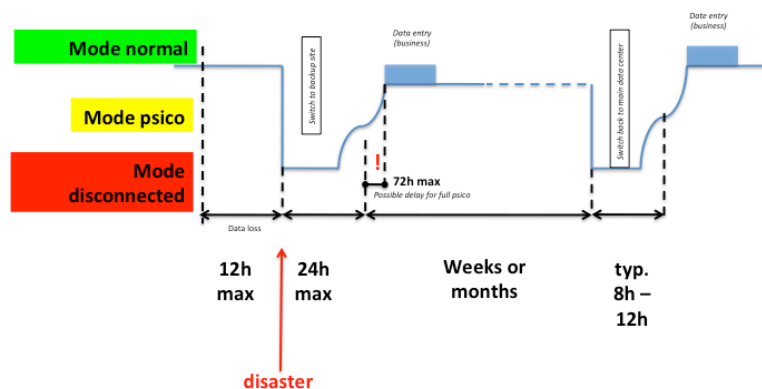 Mode normal
Mode psico
Mode
disconnected
Switch to backup site
Data entry
(business)
!
72h max
Possible delay for full psico
Switch back to main data center
Data entry
(business)
Data loss
12h
max
24h
max
Weeks or
months
typ.
8h –
12h
disaster